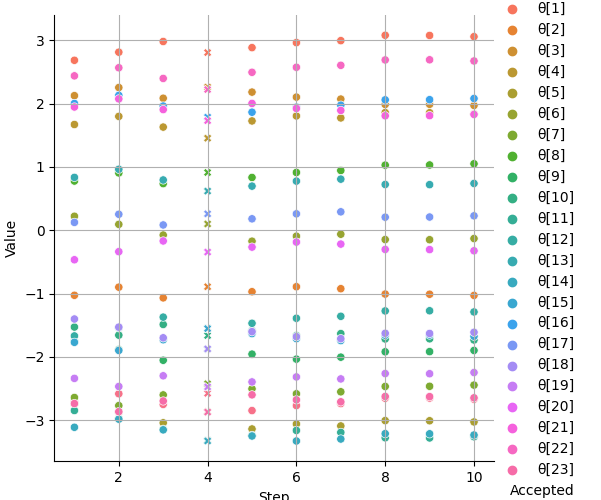 θ[1]
θ[2]
θ[3]
θ[4]
θ[5]
θ[6]
θ[7]
θ[8]
θ[9]
θ[10]
θ[11]
θ[12]
θ[13]
θ[14]
θ[15]
θ[16]
θ[17]
θ[18]
θ[19]
θ[20]
θ[21]
θ[22]
θ[23]
Accepted
3
2
1
0
−1
−2
−3
Value
2
4
6
8
10
Step